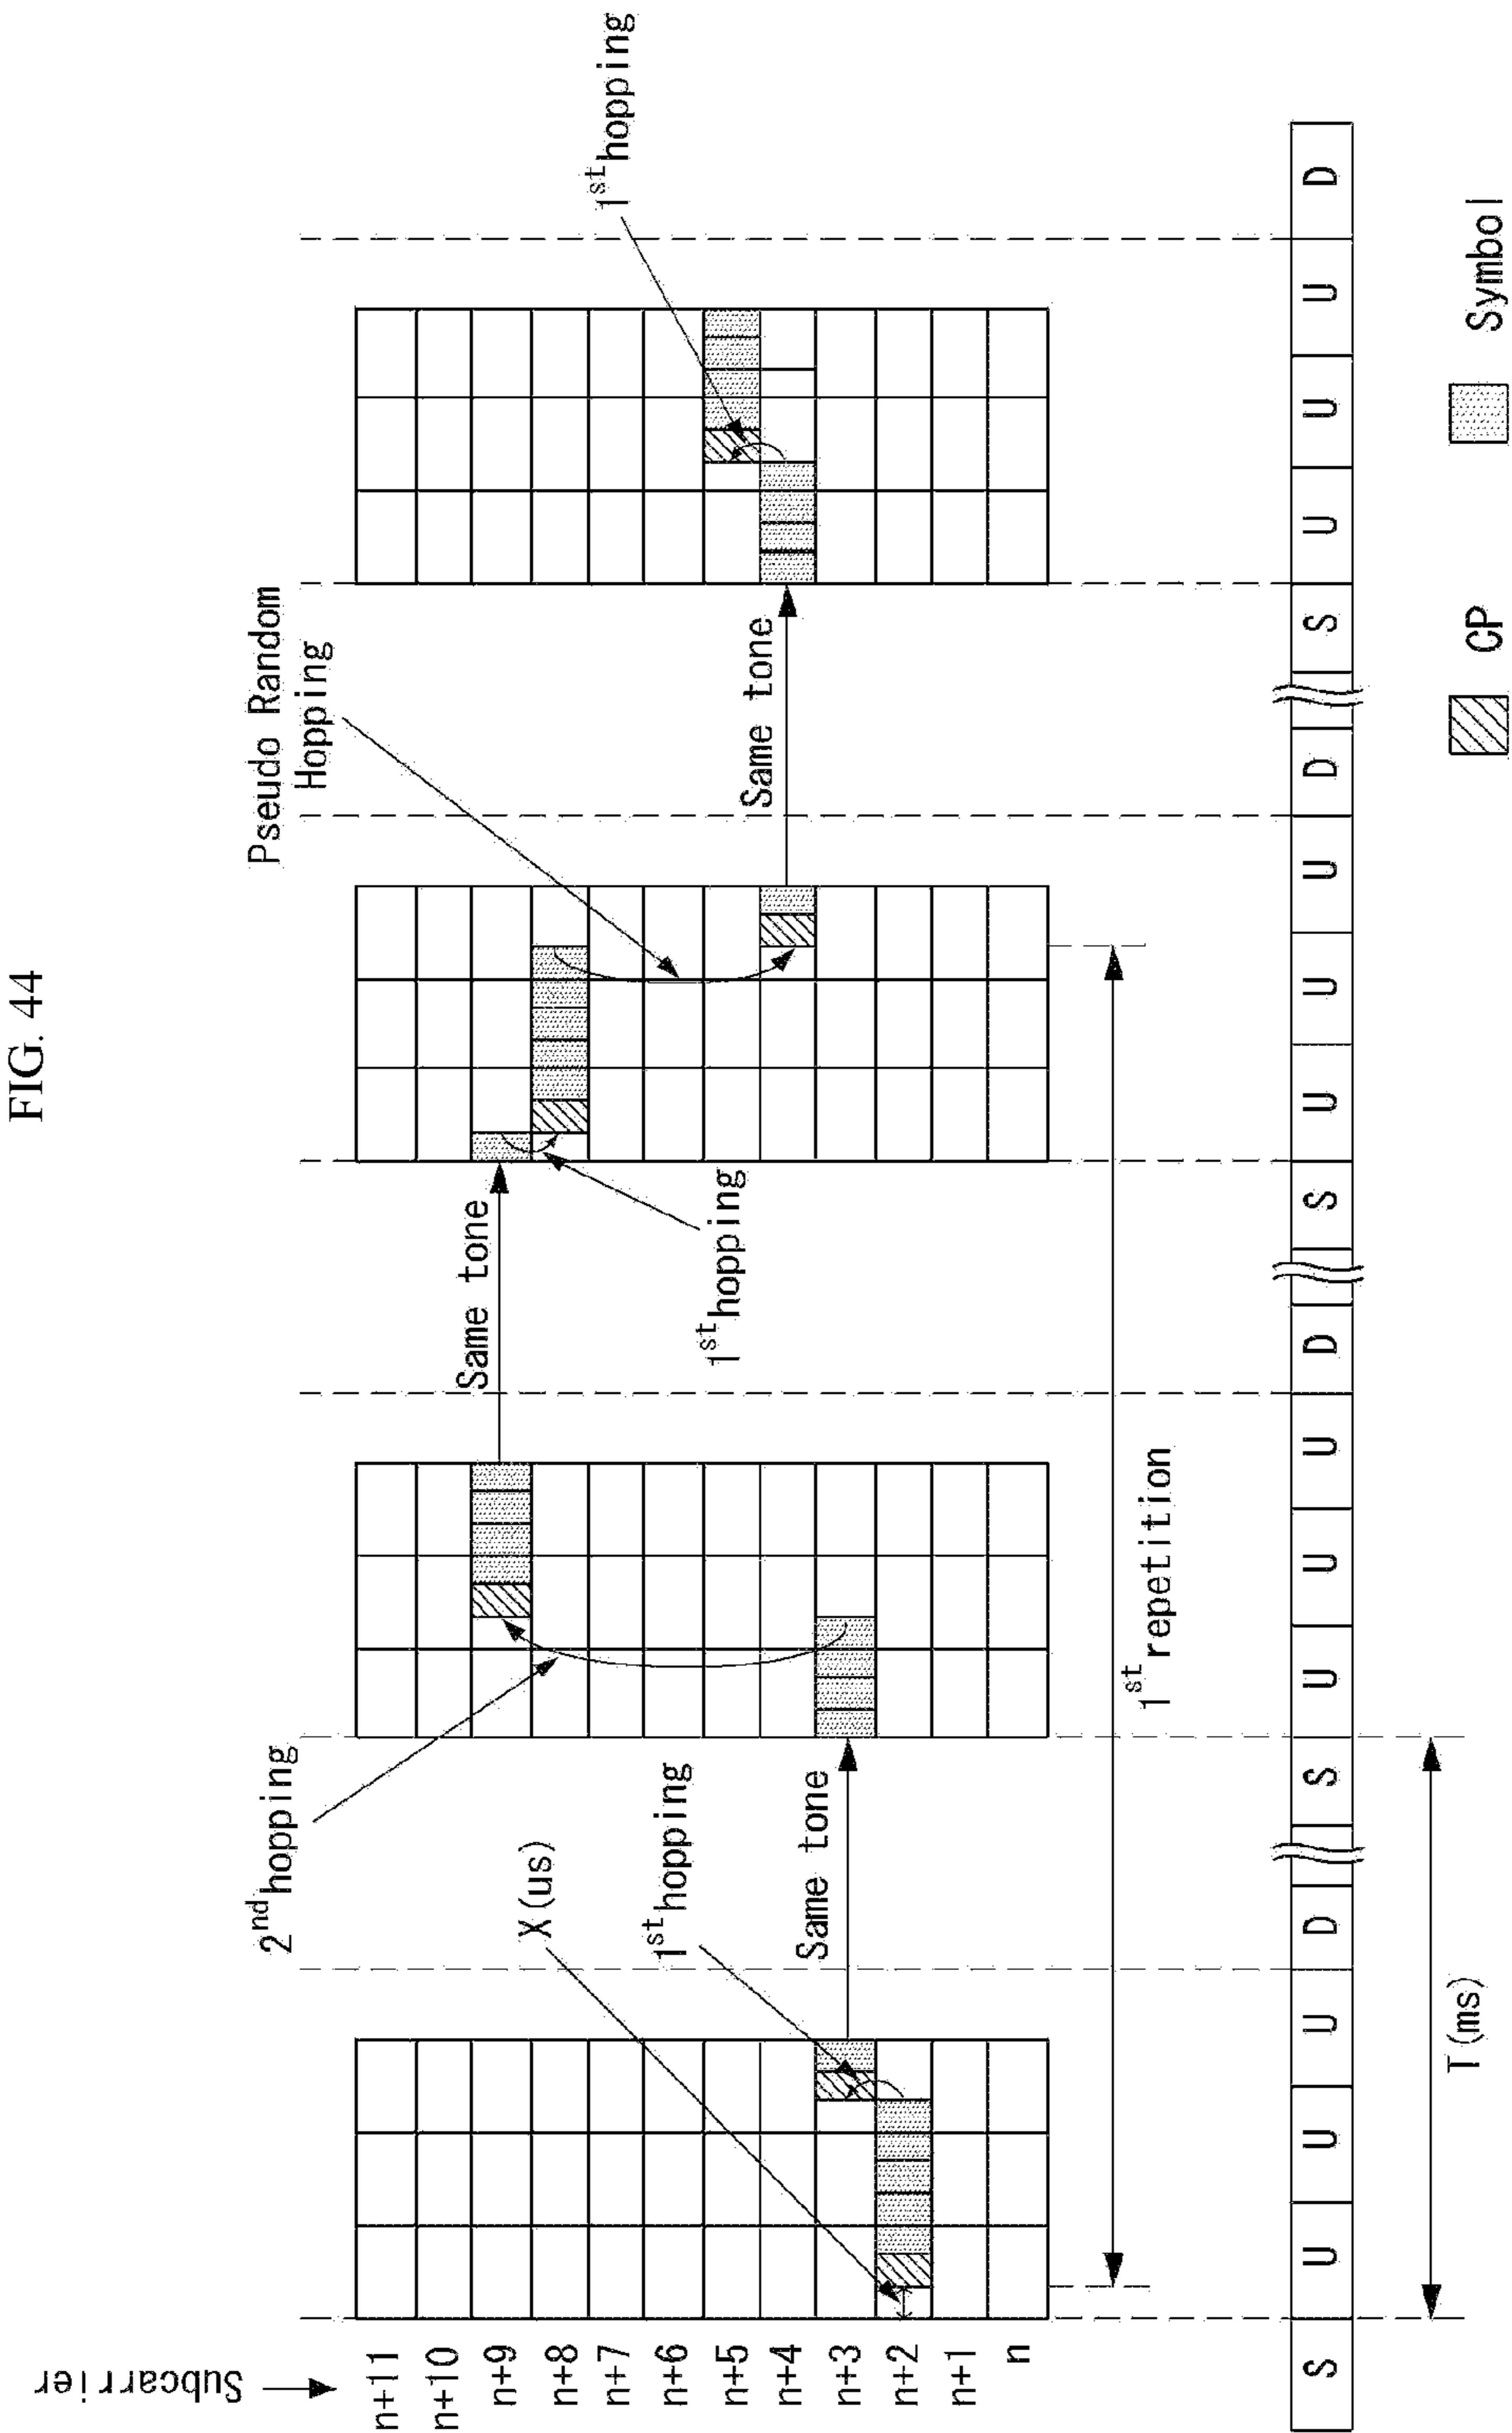 FIG. 44
Pseudo Random
Hopping
1st hopping
2nd hopping
Same tone
X(us)
1st hopping
Same tone
1st hopping
Same tone
Subcarrier
n+11
n+10
n+9
n+8
n+7
n+6
n+5
n+4
n+3
n+2
n+1
n
1st repetition
S U U U D S U U U D S U U U D S U U U D
T(ms)
CP
Symbol